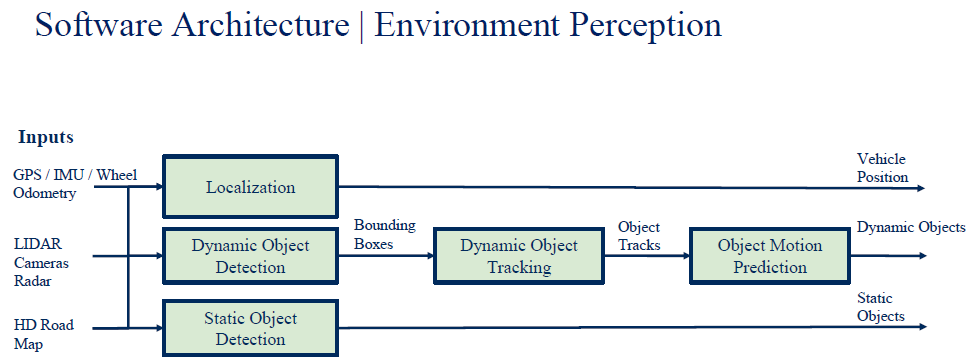 Software Architecture | Environment Perception
Inputs
GPS / IMU / Wheel
Odometry
Localization
Vehicle
Position
LIDAR
Cameras
Radar
Dynamic Object
Detection
Bounding
Boxes
Dynamic Object
Tracking
Object
Tracks
Object Motion
Prediction
Dynamic Objects
HD Road
Map
Static Object
Detection
Static
Objects